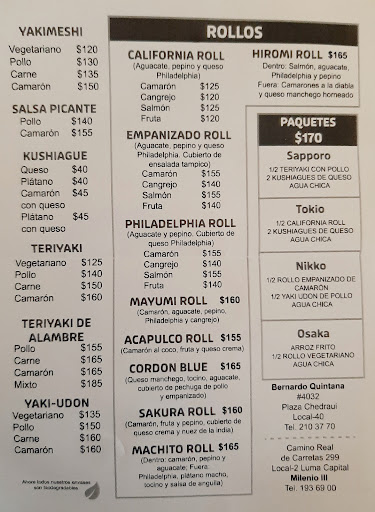 YAKIMESHI
Vegetariano $120
Pollo $130
Carne $135
Camarón $150
SALSA PICANTE
Pollo $140
Camarón $155
KUSHIAGUE
Queso $40
Plátano $40
Camarón $45
con queso
Plátano $45
con queso
TERIYAKI
Vegetariano $125
Pollo $140
Carne $150
Camarón $160
TERIYAKI DE
ALAMBRE
Pollo $155
Carne $165
Camarón $165
Mixto $185
YAKI-UDON
Vegetariano $135
Pollo $150
Carne $160
Camarón $160
Ahora todos nuestros envases
son biodegradables
ROLLOS
CALIFORNIA ROLL
(Aguacate, pepino y queso
Philadelphia)
Camarón $125
Cangrejo $120
Salmón $125
Fruta $120
EMPANIZADO ROLL
(Aguacate, pepino y queso
Philadelphia. Cubierto de
ensalada tampico)
Camarón $155
Cangrejo $140
Salmón $155
Fruta $140
PHILADELPHIA ROLL
(Aguacate y pepino. Cubierto de
queso Philadelphia)
Camarón $155
Cangrejo $140
Salmón $155
Fruta $140
MAYUMI ROLL $160
(Camarón, aguacate, pepino,
Philadelphia y cangrejo)
ACAPULCO ROLL $155
(Camarón al coco, fruta y queso crema)
CORDON BLUE $165
(Queso manchego, tocino, aguacate,
cubierto de pechuga de pollo
y empanizado)
SAKURA ROLL $160
(Camarón, fruta y pepino, cubierto de
queso crema y nuez de la india)
MACHITO ROLL $165
(Dentro: camarón, pepino y
aguacate; Fuera:
Philadelphia, plátano macho,
tocino y salsa de anguila)
HIROMI ROLL $165
Dentro: Salmón, aguacate,
Philadelphia y pepino
Fuera: Camarones a la diabla
y queso manchego horneado
PAQUETES
$170
Sapporo
1/2 TERIYAKI CON POLLO
2 KUSHIAGUES DE QUESO
AGUA CHICA
Tokio
1/2 CALIFORNIA ROLL
2 KUSHIAGUES DE QUESO
AGUA CHICA
Nikko
1/2 ROLLO EMPANIZADO DE
CAMARÓN
1/2 YAKI UDON DE POLLO
AGUA CHICA
Osaka
ARROZ FRITO
1/2 ROLLO VEGETARIANO
AGUA CHICA
Bernardo Quintana
#4032
Plaza Chedraui
Local-40
Tel. 210 37 70
Camino Real
de Carretas 299
Local-2 Luma Capital
Milenio III
Tel. 193 69 00